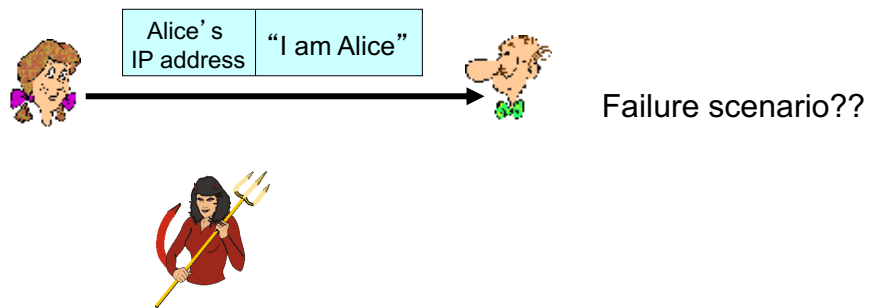 Alice’s
IP address
“I am Alice”
Failure scenario??